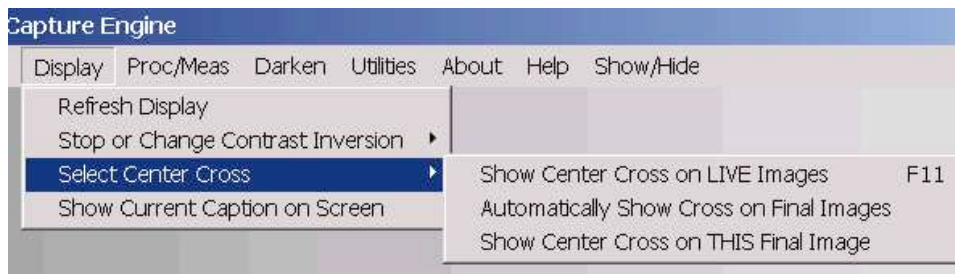 Capture Engine
Display Proc/Meas Darken Utilities About Help Show/Hide
Refresh Display
Stop or Change Contrast Inversion
Select Center Cross
Show Current Caption on Screen
Show Center Cross on LIVE Images F11
Automatically Show Cross on Final Images
Show Center Cross on THIS Final Image